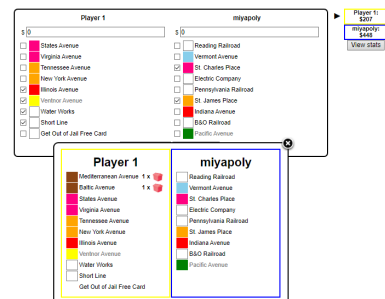 Player 1
miyapoly
$ 0
$ 0
States Avenue
Virginia Avenue
Tennessee Avenue
New York Avenue
Illinois Avenue
Ventnor Avenue
Water Works
Short Line
Get Out of Jail Free Card
Reading Railroad
Vermont Avenue
St. Charles Place
Electric Company
Pennsylvania Railroad
St. James Place
Indiana Avenue
B&O Railroad
Pacific Avenue
Player 1:
$207
miyapoly:
$448
View stats
Player 1
Mediterranean Avenue 1 x
Baltic Avenue 1 x
States Avenue
Virginia Avenue
Tennessee Avenue
New York Avenue
Illinois Avenue
Ventnor Avenue
Water Works
Short Line
Get Out of Jail Free Card
miyapoly
Reading Railroad
Vermont Avenue
St. Charles Place
Electric Company
Pennsylvania Railroad
St. James Place
Indiana Avenue
B&O Railroad
Pacific Avenue